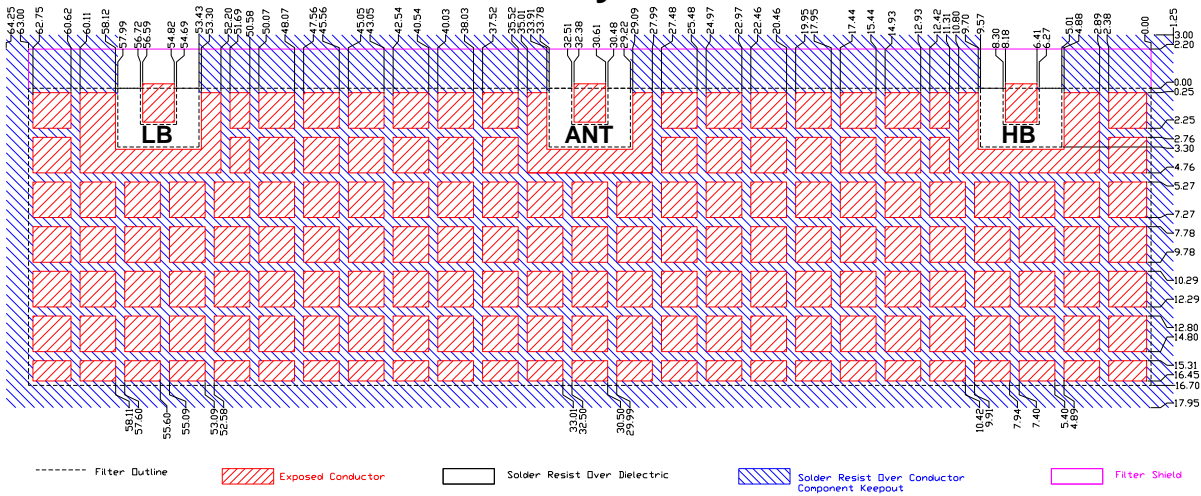 64.25 63.00 62.75 60.62 60.11 58.12 57.99 56.72 56.59 54.82 54.69 53.43 53.30 52.20 51.69 50.58 50.07 48.07 47.56 45.56 45.05 43.05 42.54 40.54 40.03 38.03 37.52 35.52 35.01 33.91 33.78 32.51 32.38 30.61 30.48 29.22 29.09 27.99 27.48 25.48 24.97 22.97 22.46 20.46 19.95 17.95 17.44 15.44 14.93 12.93 12.42 11.31 10.80 9.70 9.57 8.30 8.18 6.41 6.27 5.01 4.88 2.89 2.38 0.00 1.25
3.00
2.20
0.00
0.25
2.25
LB ANT HB
2.76
3.30
4.76
5.27
7.27
7.78
9.78
10.29
12.29
12.80
14.80
15.31
16.45
16.70
17.95
58.11 57.60 55.60 55.09 53.09 52.58 33.01 32.50 30.50 29.99 10.42 9.91 7.94 7.40 5.40 4.89
Filter Outline
Exposed Conductor
Solder Resist Over Dielectric
Solder Resist Over Conductor
Component Keepout
Filter Shield